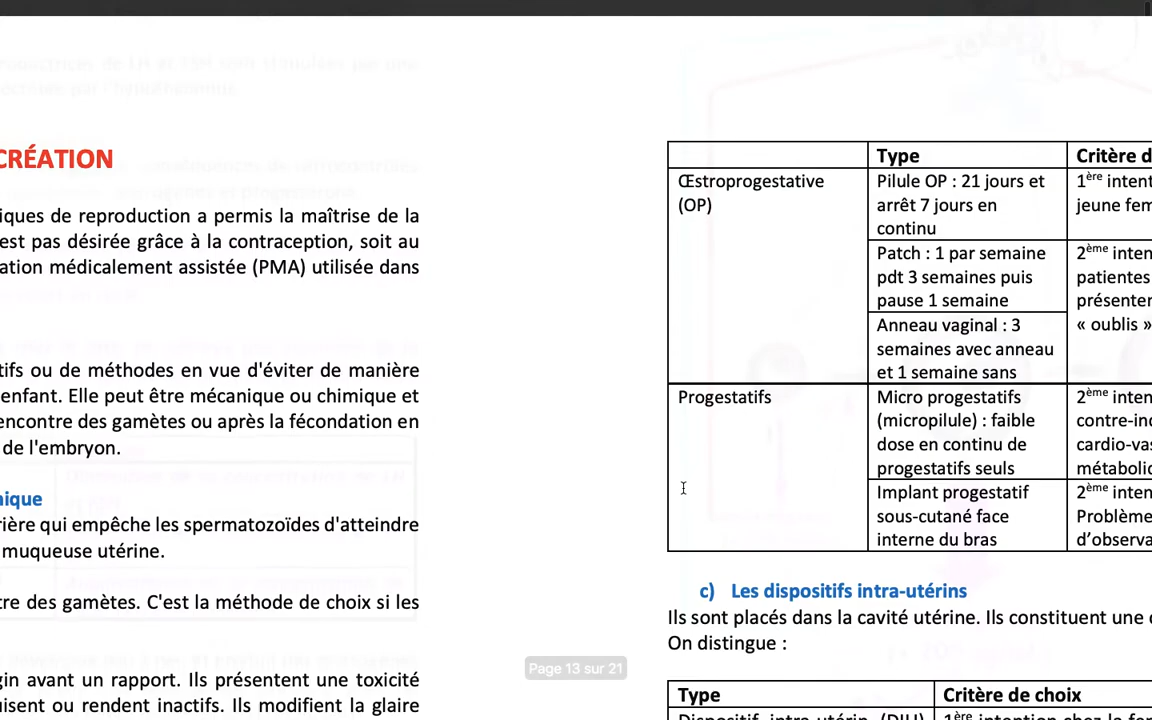 CRÉATION
iques de reproduction a permis la maîtrise de la
est pas désirée grâce à la contraception, soit au
ation médicalement assistée (PMA) utilisée dans
tifs ou de méthodes en vue d'éviter de manière
enfant. Elle peut être mécanique ou chimique et
encontre des gamètes ou après la fécondation en
de l'embryon.
nique
rière qui empêche les spermatozoïdes d'atteindre
muqueuse utérine.
tre des gamètes. C'est la méthode de choix si les
gin avant un rapport. Ils présentent une toxicité
uisent ou rendent inactifs. Ils modifient la glaire
Type
Critère d
Œstroprogestative
(OP)
Pilule OP : 21 jours et
arrêt 7 jours en
continu
1ère intent
jeune fem
Patch : 1 par semaine
pdt 3 semaines puis
pause 1 semaine
2ème inten
patientes
présenten
« oublis »
Anneau vaginal : 3
semaines avec anneau
et 1 semaine sans
Progestatifs
Micro progestatifs
(micropilule) : faible
dose en continu de
progestatifs seuls
2ème inten
contre-ind
cardio-vas
métabolic
Implant progestatif
sous-cutané face
interne du bras
2ème inten
Problème
d'observa
c) Les dispositifs intra-utérins
Ils sont placés dans la cavité utérine. Ils constituent une
On distingue :
Type
Critère de choix
Page 13 sur 21